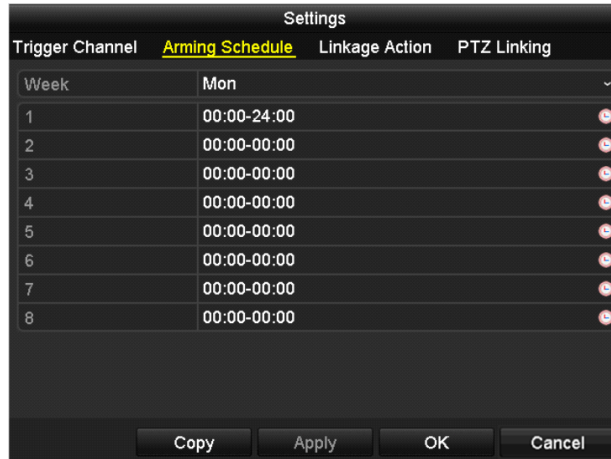 Settings
Trigger Channel Arming Schedule Linkage Action PTZ Linking
Week Mon
1 00:00-24:00
2 00:00-00:00
3 00:00-00:00
4 00:00-00:00
5 00:00-00:00
6 00:00-00:00
7 00:00-00:00
8 00:00-00:00
Copy Apply OK Cancel